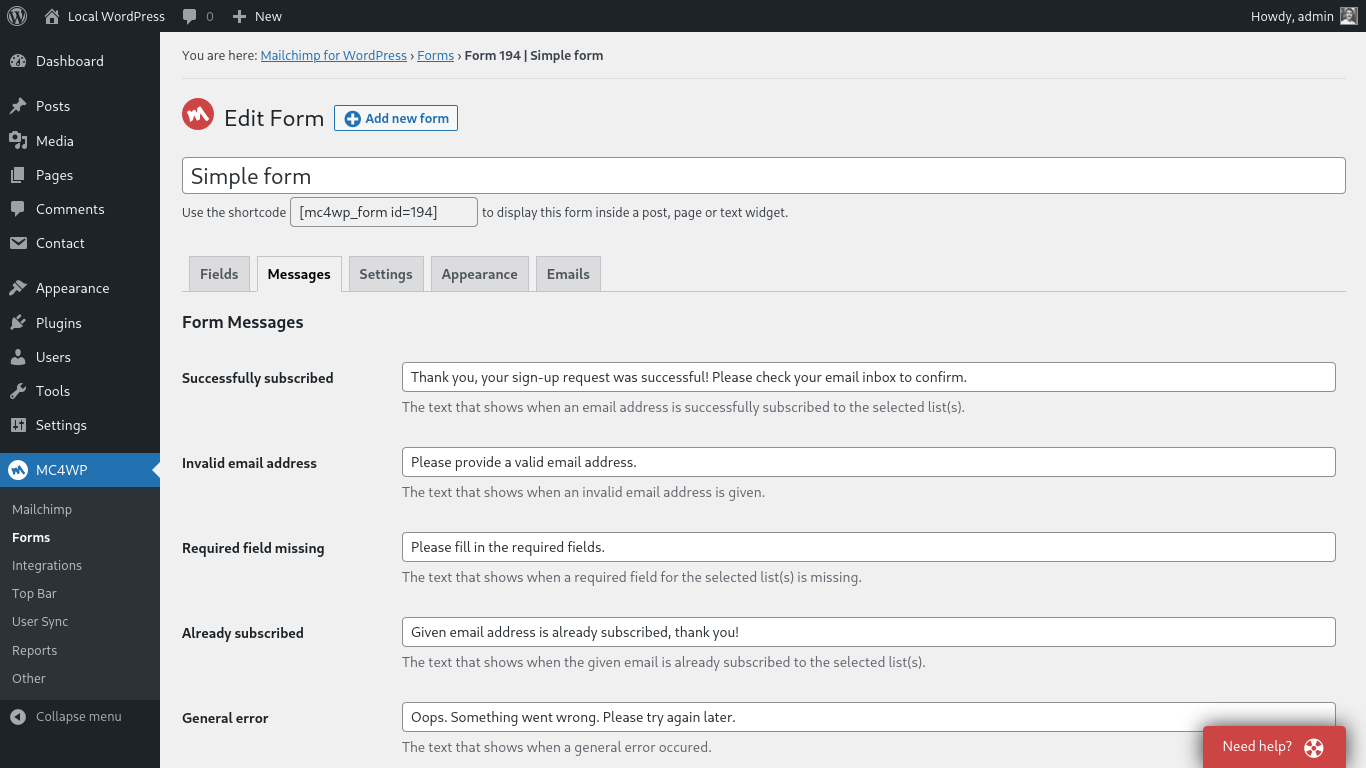 Local WordPress
0
New
Howdy, admin
Dashboard
Posts
Media
Pages
Comments
Contact
Appearance
Plugins
Users
Tools
Settings
MC4WP
Mailchimp
Forms
Integrations
Top Bar
User Sync
Reports
Other
Collapse menu
You are here: Mailchimp for WordPress › Forms › Form 194 | Simple form
Edit Form
Add new form
Simple form
Use the shortcode [mc4wp_form id=194] to display this form inside a post, page or text widget.
Fields Messages Settings Appearance Emails
Form Messages
Successfully subscribed
Thank you, your sign-up request was successful! Please check your email inbox to confirm.
The text that shows when an email address is successfully subscribed to the selected list(s).
Invalid email address
Please provide a valid email address.
The text that shows when an invalid email address is given.
Required field missing
Please fill in the required fields.
The text that shows when a required field for the selected list(s) is missing.
Already subscribed
Given email address is already subscribed, thank you!
The text that shows when the given email is already subscribed to the selected list(s).
General error
Oops. Something went wrong. Please try again later.
The text that shows when a general error occured.
Need help?